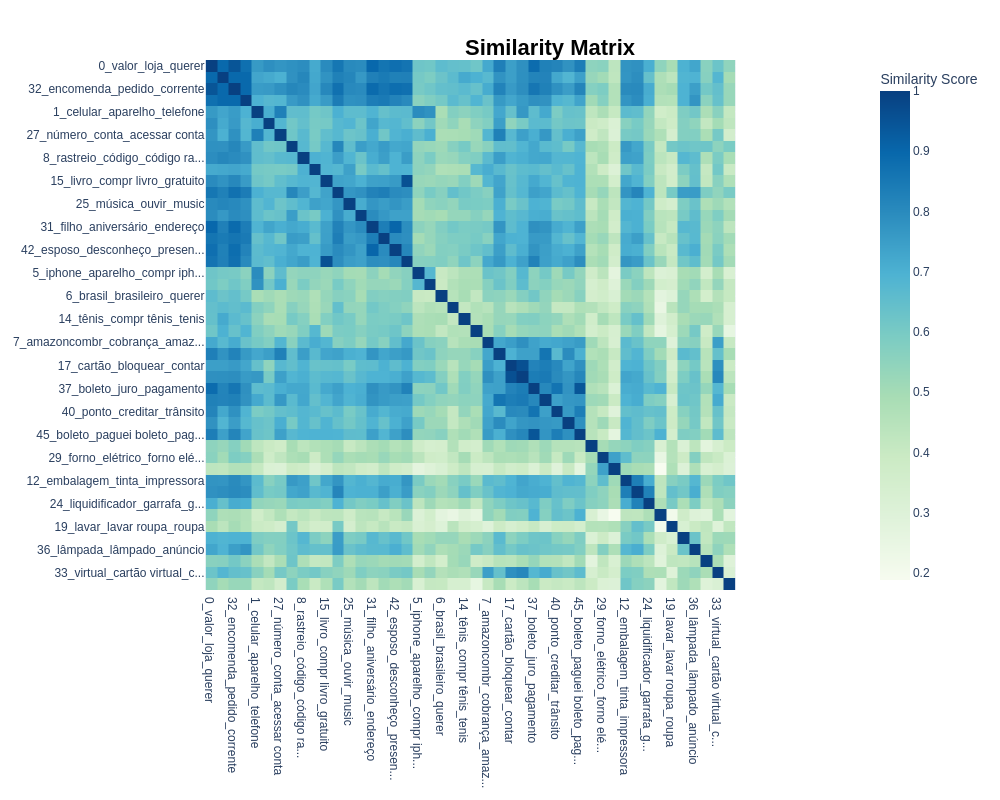 Similarity Matrix
Similarity Score
0_valor_loja_querer
32_encomenda_pedido_corrente
1_celular_aparelho_telefone
27_número_conta_acessar conta
8_rastreio_código_código ra...
15_livro_compr livro_gratuito
25_música_ouvir_music
31_filho_aniversário_endereço
42_esposo_desconheço_presen...
5_iphone_aparelho_compr iph...
6_brasil_brasileiro_querer
14_tênis_compr tênis_tenis
7_amazoncombr_cobrança_amaz...
17_cartão_bloquear_contar
37_boleto_juro_pagamento
40_ponto_creditar_trânsito
45_boleto_paguei boleto_pag...
29_forno_elétrico_forno elé...
12_embalagem_tinta_impressora
24_liquidificador_garrafa_g...
19_lavar_lavar roupa_roupa
36_lâmpada_lâmpado_anúncio
33_virtual_cartão virtual_c...
1
0.9
0.8
0.7
0.6
0.5
0.4
0.3
0.2
0_valor_loja_querer
32_encomenda_pedido_corrente
1_celular_aparelho_telefone
27_número_conta_acessar conta
8_rastreio_código_código ra...
15_livro_compr livro_gratuito
25_música_ouvir_music
31_filho_aniversário_endereço
42_esposo_desconheço_presen...
5_iphone_aparelho_compr iph...
6_brasil_brasileiro_querer
14_tênis_compr tênis_tenis
7_amazoncombr_cobrança_amaz...
17_cartão_bloquear_contar
37_boleto_juro_pagamento
40_ponto_creditar_trânsito
45_boleto_paguei boleto_pag...
29_forno_elétrico_forno elé...
12_embalagem_tinta_impressora
24_liquidificador_garrafa_g...
19_lavar_lavar roupa_roupa
36_lâmpada_lâmpado_anúncio
33_virtual_cartão virtual_c...